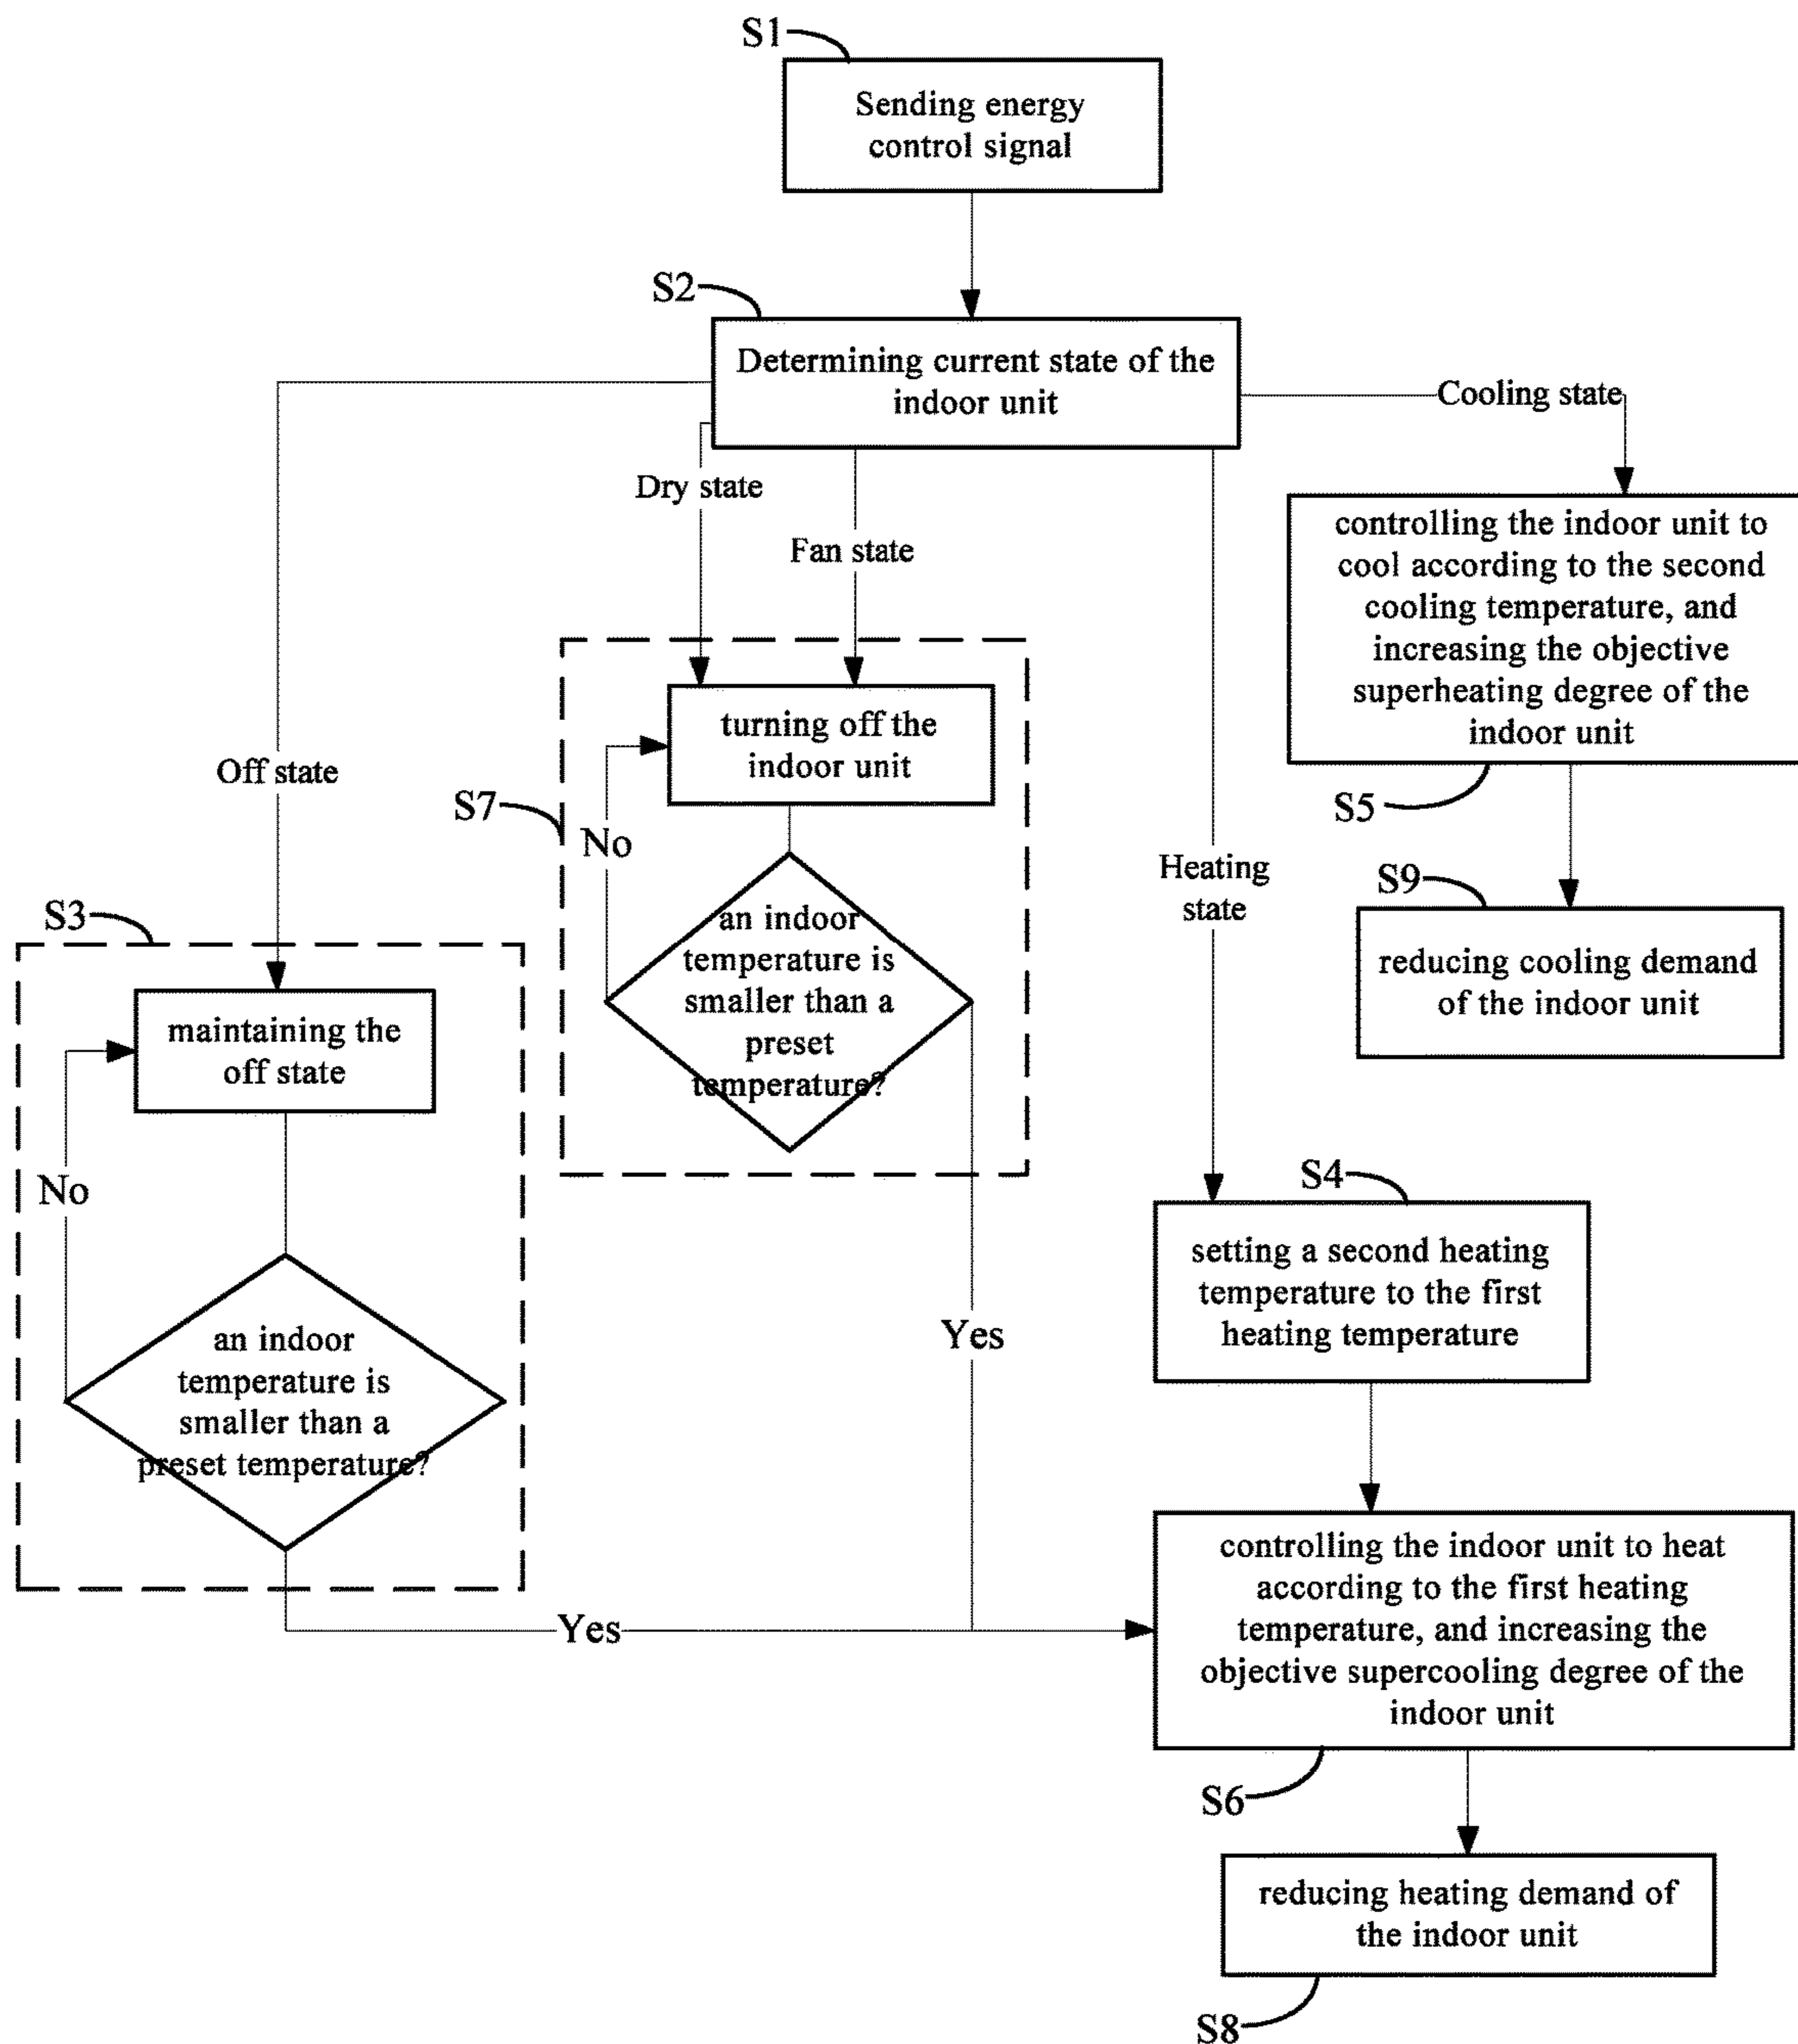 S1
Sending energy
control signal
S2
Determining current state of the
indoor unit
Cooling state
Dry state
Fan state
controlling the indoor unit to
cool according to the second
cooling temperature, and
increasing the objective
superheating degree of the
indoor unit
S5
Off state
turning off the
indoor unit
S7
No
an indoor
temperature is
smaller than a
preset
temperature?
Heating
state
S9
reducing cooling demand
of the indoor unit
S3
maintaining the
off state
No
an indoor
temperature is
smaller than a
preset temperature?
Yes
S4
setting a second heating
temperature to the first
heating temperature
Yes
controlling the indoor unit to heat
according to the first heating
temperature, and increasing the
objective supercooling degree of the
indoor unit
S6
reducing heating demand of
the indoor unit
S8